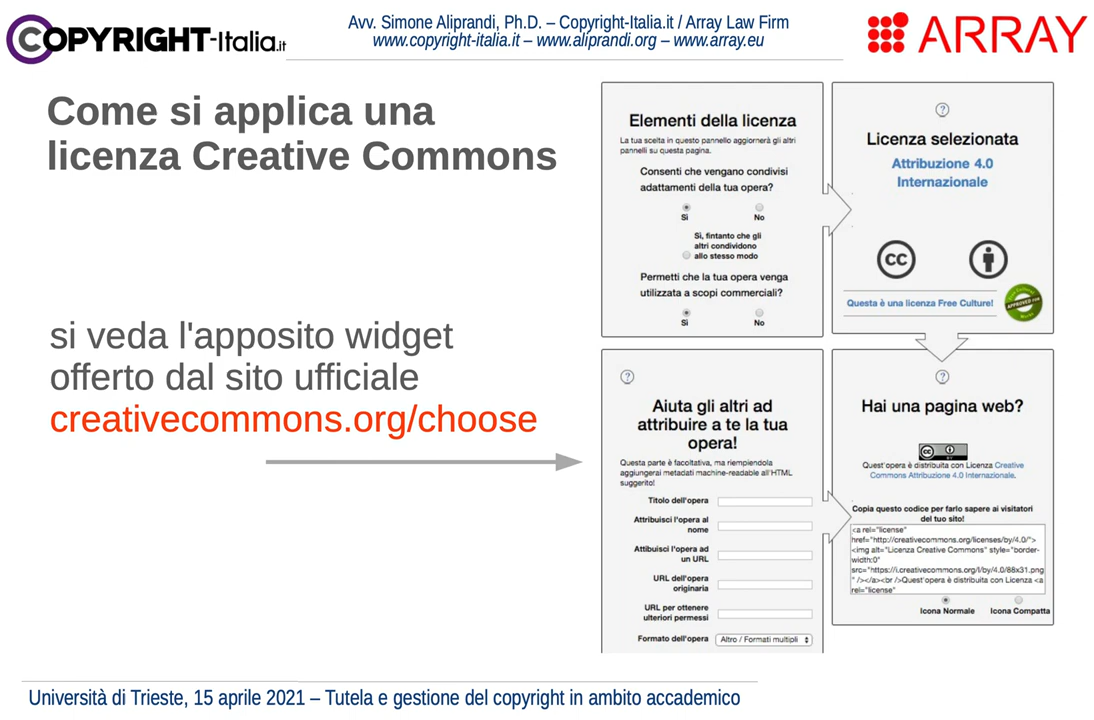 COPYRIGHT-Italia.it
Avv. Simone Aliprandi, Ph.D. – Copyright-Italia.it / Array Law Firm
www.copyright-italia.it – www.aliprandi.org – www.array.eu
ARRAY
Come si applica una
licenza Creative Commons
si veda l'apposito widget
offerto dal sito ufficiale
creativecommons.org/choose
Elementi della licenza
La tua scelta in questo pannello aggiornerà gli altri
pannelli su questa pagina.
Consenti che vengano condivisi
adattamenti della tua opera?
Sì No
Sì, fintanto che gli
altri condividono
allo stesso modo
Permetti che la tua opera venga
utilizzata a scopi commerciali?
Sì No
?
Licenza selezionata
Attribuzione 4.0
Internazionale
cc
Questa è una licenza Free Culture!
APPROVED FOR
?
Aiuta gli altri ad
attribuire a te la tua
opera!
Questa parte è facoltativa, ma riempiendola
aggiungerai metadati machine-readable all'HTML
suggerito!
Titolo dell'opera
Attribuisci l'opera al
nome
Attibuisci l'opera ad
un URL
URL dell'opera
originaria
URL per ottenere
ulteriori permessi
Formato dell'opera Altro / Formati multipli
?
Hai una pagina web?
cc
BY
Quest'opera è distribuita con Licenza Creative
Commons Attribuzione 4.0 Internazionale.
Copia questo codice per farlo sapere ai visitatori
del tuo sito!
<a rel="license"
href="http://creativecommons.org/licenses/by/4.0/">
<img alt="Licenza Creative Commons" style="border-
width:0"
src="https://i.creativecommons.org/l/by/4.0/88x31.png
" /></a><br />Quest'opera è distribuita con Licenza <a
rel="license"
Icona Normale Icona Compatta
Università di Trieste, 15 aprile 2021 – Tutela e gestione del copyright in ambito accademico